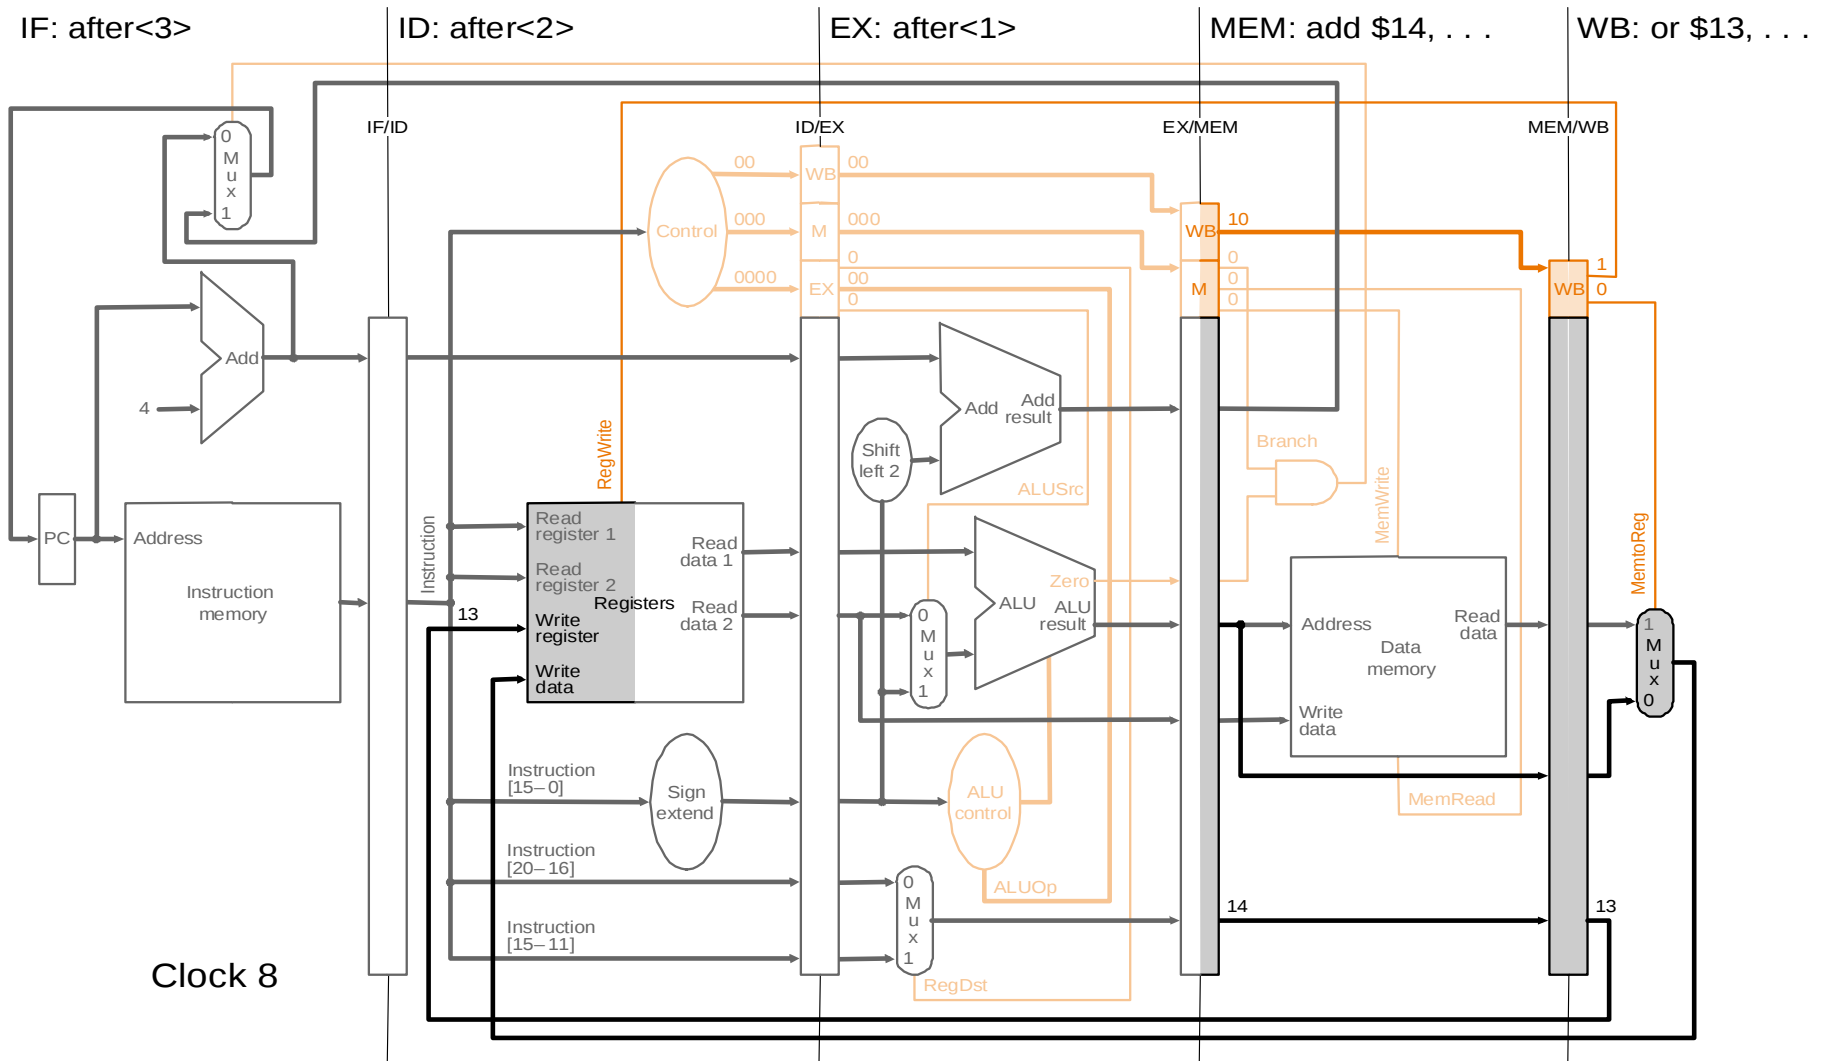 IF: after<3>
ID: after<2>
EX: after<1>
MEM: add $14, . . .
WB: or $13, . . .
IF/ID
ID/EX
EX/MEM
MEM/WB
0
M
u
x
1
Control
00
000
0000
WB
M
EX
00
000
0
00
0
WB
M
10
0
0
0
WB
1
0
Add
4
Add
Add
result
Shift
left 2
Branch
RegWrite
ALUSrc
MemWrite
MemtoReg
PC
Address
Instruction
memory
Instruction
13
Read
register 1
Read
register 2
Registers
Write
register
Write
data
Read
data 1
Read
data 2
0
M
u
x
1
Zero
ALU
ALU
result
Address
Data
memory
Read
data
Write
data
1
M
u
x
0
Instruction
[15–0]
Sign
extend
ALU
control
MemRead
Instruction
[20–16]
ALUOp
0
M
u
x
1
14
13
Instruction
[15–11]
RegDst
Clock 8